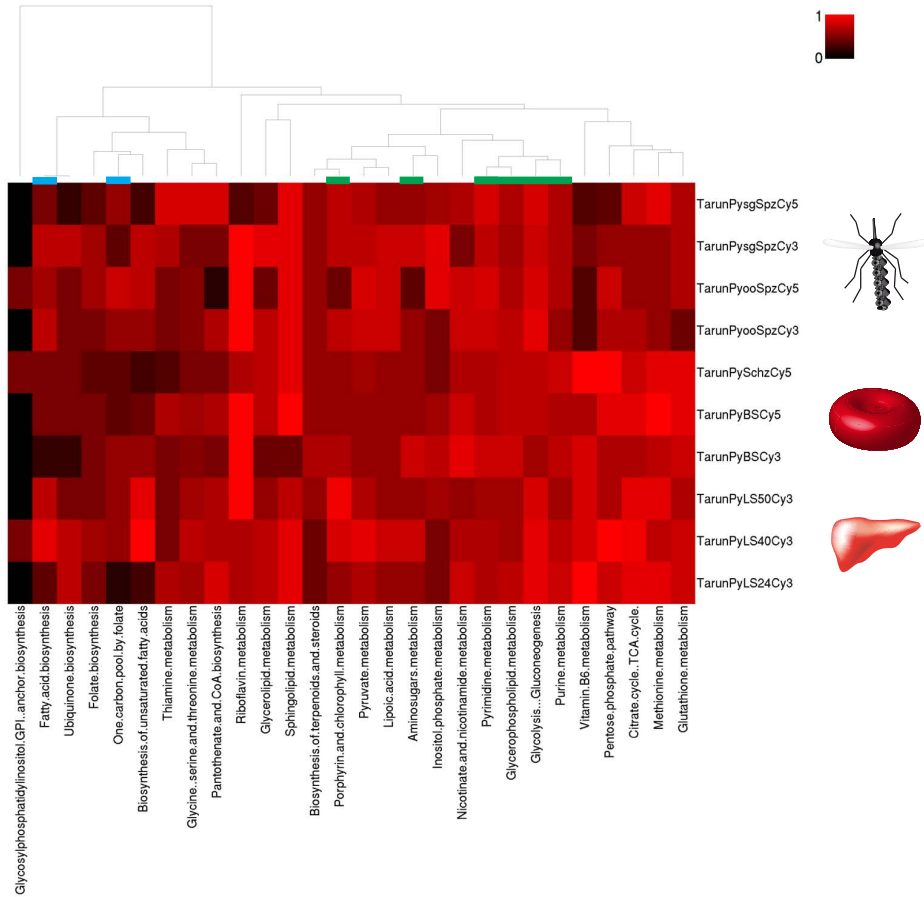 1
0
TarunPysgSpzCy5
TarunPysgSpzCy3
TarunPyooSpzCy5
TarunPyooSpzCy3
TarunPySchzCy5
TarunPyBSCy5
TarunPyBSCy3
TarunPyLS50Cy3
TarunPyLS40Cy3
TarunPyLS24Cy3
Glycosylphosphatidylinositol.GPI..anchor.biosynthesis
Fatty.acid.biosynthesis
Ubiquinone.biosynthesis
Folate.biosynthesis
One.carbon.pool.by.folate
Biosynthesis.of.unsaturated.fatty.acids
Thiamine.metabolism
Glycine..serine.and.threonine.metabolism
Pantothenate.and.CoA.biosynthesis
Riboflavin.metabolism
Glycerolipid.metabolism
Sphingolipid.metabolism
Biosynthesis.of.terpenoids.and.steroids
Porphyrin.and.chlorophyll.metabolism
Pyruvate.metabolism
Lipoic.acid.metabolism
Aminosugars.metabolism
Inositol.phosphate.metabolism
Nicotinate.and.nicotinamide.metabolism
Pyrimidine.metabolism
Glycerophospholipid.metabolism
Glycolysis...Gluconeogenesis
Purine.metabolism
Vitamin.B6.metabolism
Pentose.phosphate.pathway
Citrate.cycle..TCA.cycle.
Methionine.metabolism
Glutathione.metabolism